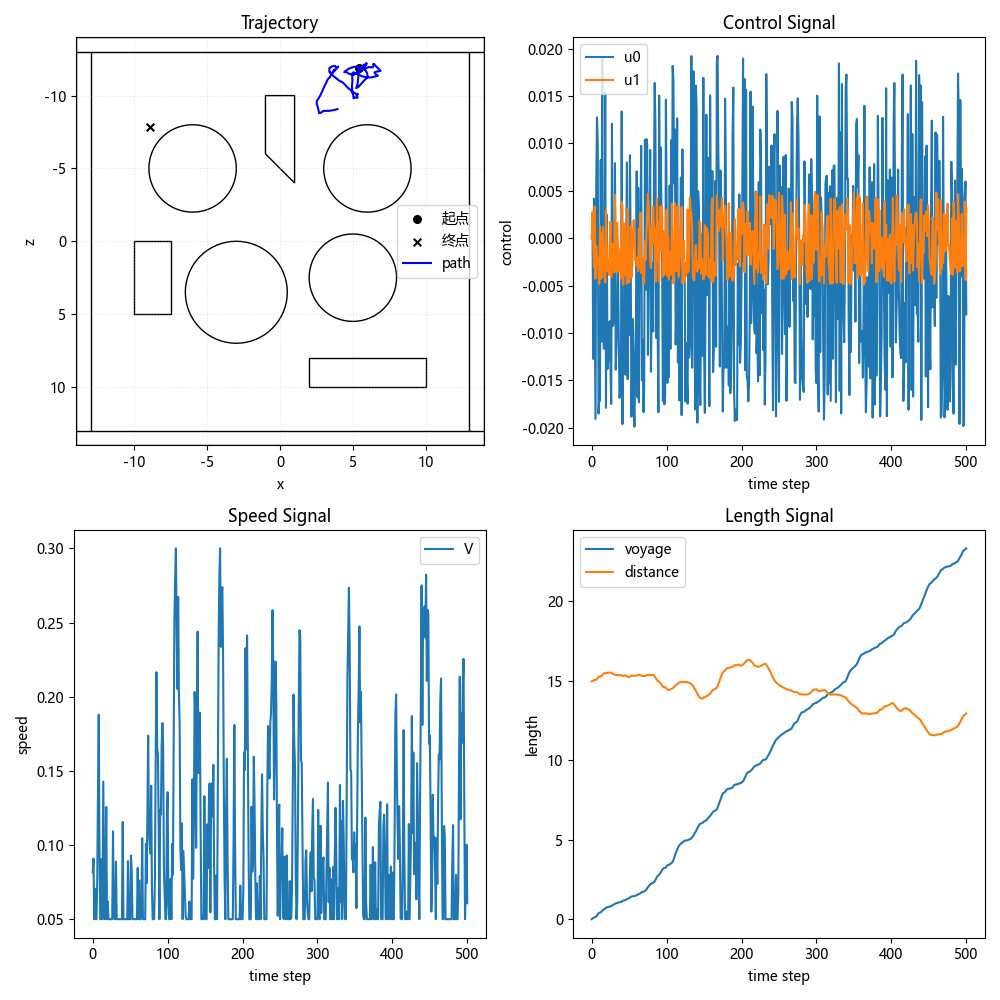 Trajectory
-10
-5
0
5
10
z
-10
-5
0
5
10
x
起点
终点
path
Control Signal
0.020
0.015
0.010
0.005
0.000
-0.005
-0.010
-0.015
-0.020
control
0
100
200
300
400
500
time step
u0
u1
Speed Signal
0.30
0.25
0.20
0.15
0.10
0.05
speed
0
100
200
300
400
500
time step
V
Length Signal
20
15
10
5
0
length
0
100
200
300
400
500
time step
voyage
distance